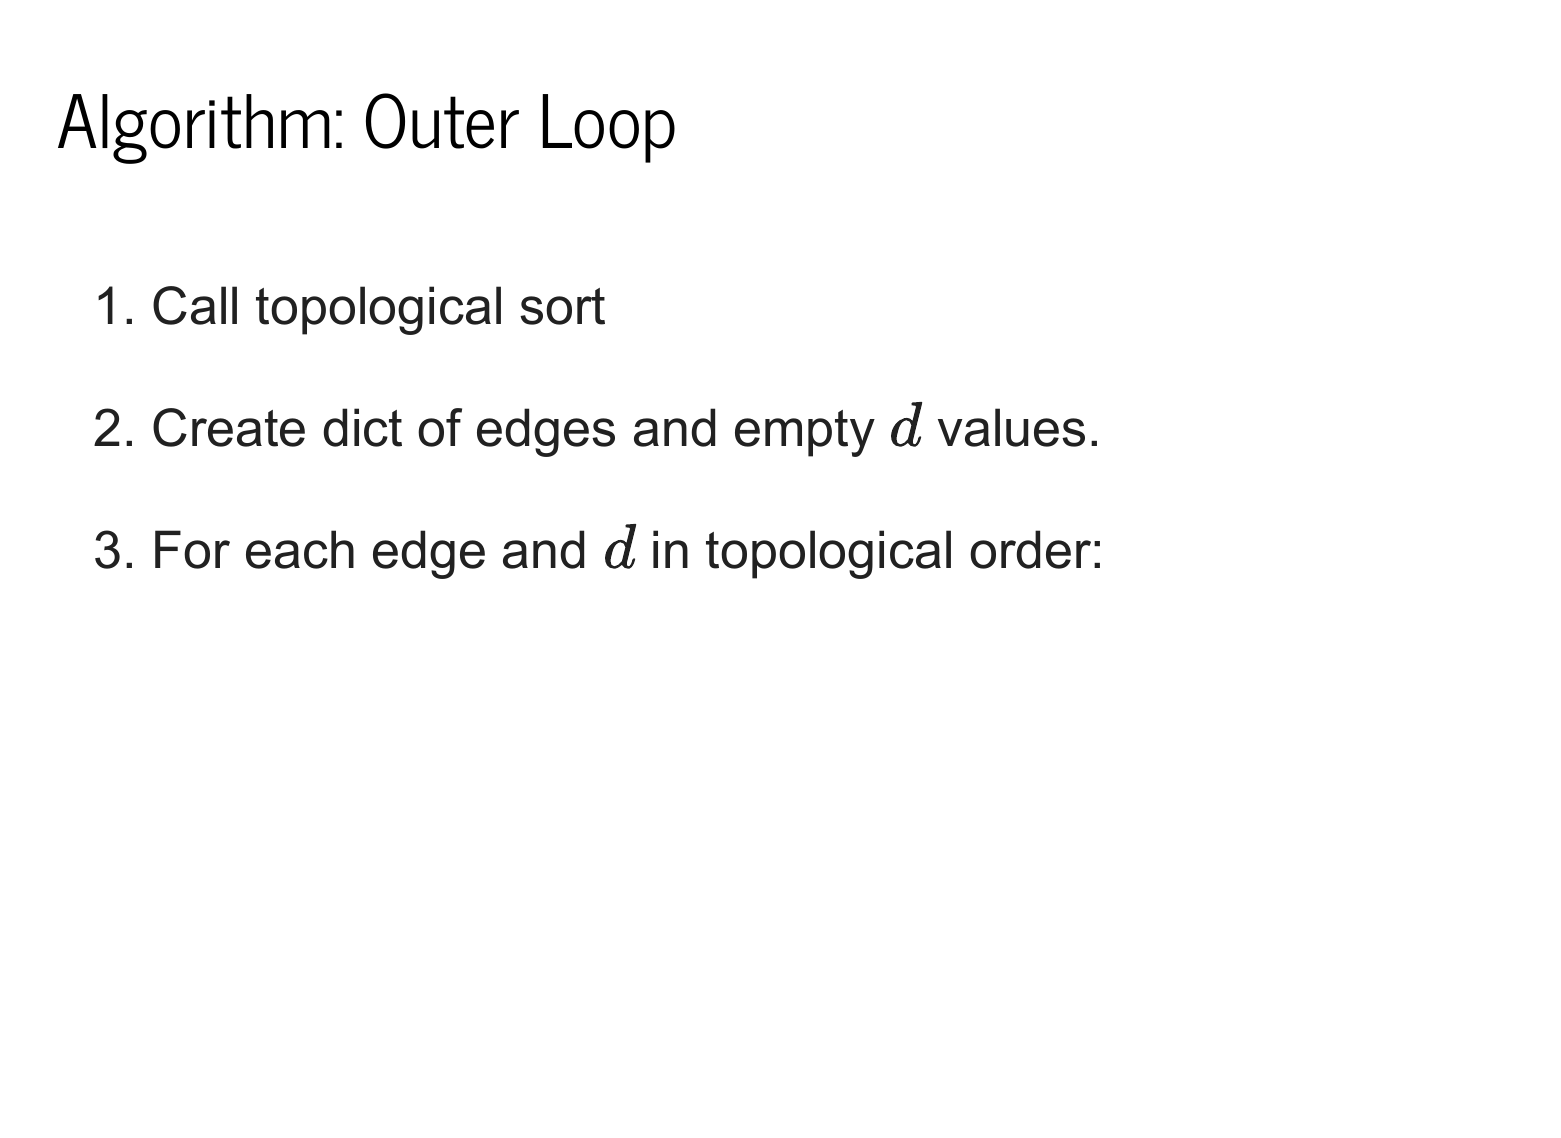 Algorithm: Outer Loop
1. Call topological sort
2. Create dict of edges and empty d values.
3. For each edge and d in topological order: